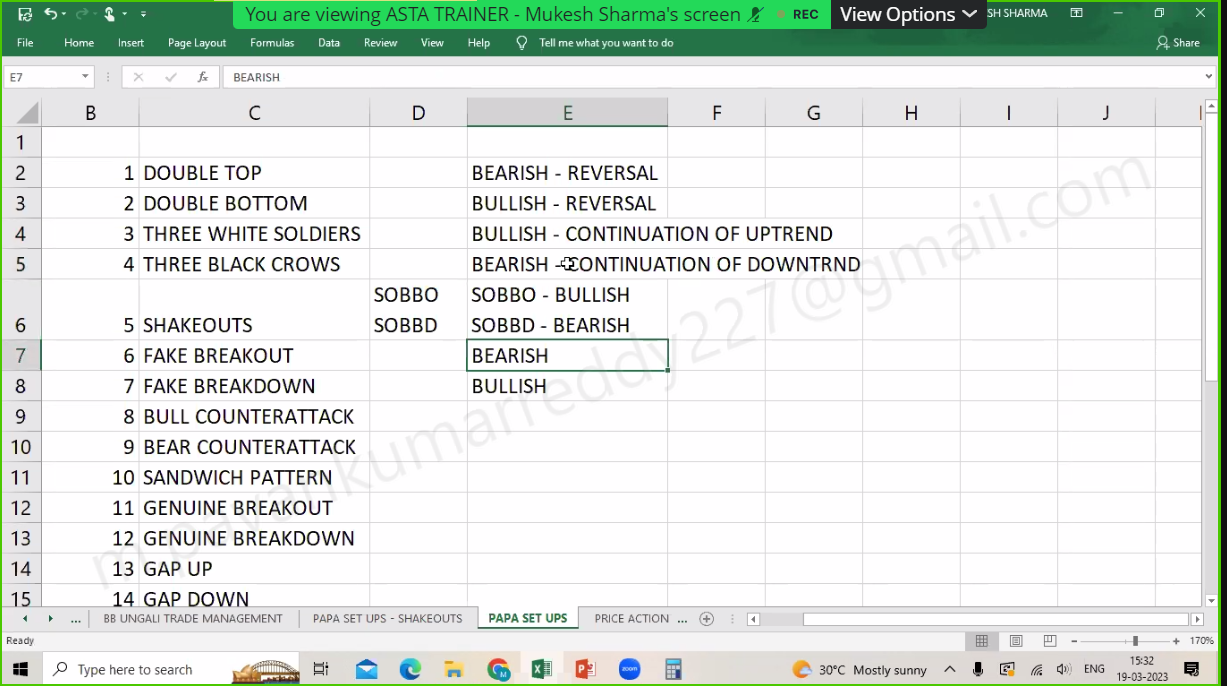 You are viewing ASTA TRAINER - Mukesh Sharma's screen
REC
View Options
SH SHARMA
File Home Insert Page Layout Formulas Data Review View Help Tell me what you want to do
Share
E7 fx BEARISH
B C D E F G H I J
1
2 1 DOUBLE TOP BEARISH - REVERSAL
3 2 DOUBLE BOTTOM BULLISH - REVERSAL
4 3 THREE WHITE SOLDIERS BULLISH - CONTINUATION OF UPTREND
5 4 THREE BLACK CROWS BEARISH - CONTINUATION OF DOWNTRND
SOBBO SOBBO - BULLISH
6 5 SHAKEOUTS SOBBD SOBBD - BEARISH
7 6 FAKE BREAKOUT BEARISH
8 7 FAKE BREAKDOWN BULLISH
9 8 BULL COUNTERATTACK
10 9 BEAR COUNTERATTACK
11 10 SANDWICH PATTERN
12 11 GENUINE BREAKOUT
13 12 GENUINE BREAKDOWN
14 13 GAP UP
15 14 GAP DOWN
m.pavankumarreddy227@gmail.com
... BB UNGALI TRADE MANAGEMENT PAPA SET UPS - SHAKEOUTS PAPA SET UPS PRICE ACTION ...
Ready
170%
Type here to search
zoom
30°C Mostly sunny
ENG
15:32
19-03-2023